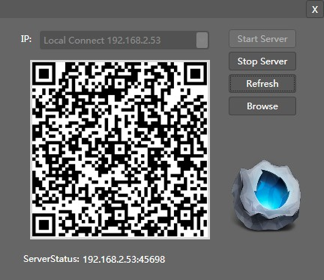 X
IP: Local Connect 192.168.2.53
Start Server
Stop Server
Refresh
Browse
ServerStatus: 192.168.2.53:45698